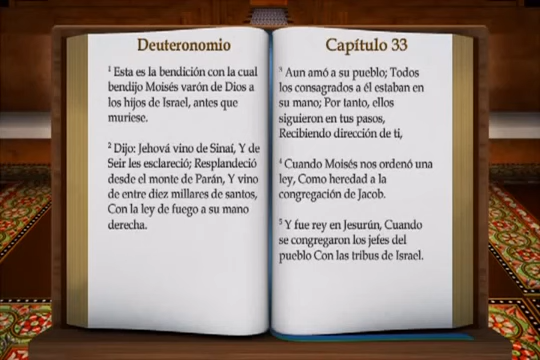 Deuteronomio
1 Esta es la bendición con la cual
bendijo Moisés varón de Dios a
los hijos de Israel, antes que
muriese.
2 Dijo: Jehová vino de Sinaí, Y de
Seir les esclareció; Resplandeció
desde el monte de Parán, Y vino
de entre diez millares de santos,
Con la ley de fuego a su mano
derecha.
Capítulo 33
3 Aun amó a su pueblo; Todos
los consagrados a él estaban en
su mano; Por tanto, ellos
siguieron en tus pasos,
Recibiendo dirección de ti,
4 Cuando Moisés nos ordenó una
ley, Como heredad a la
congregación de Jacob.
5 Y fue rey en Jesurún, Cuando
se congregaron los jefes del
pueblo Con las tribus de Israel.